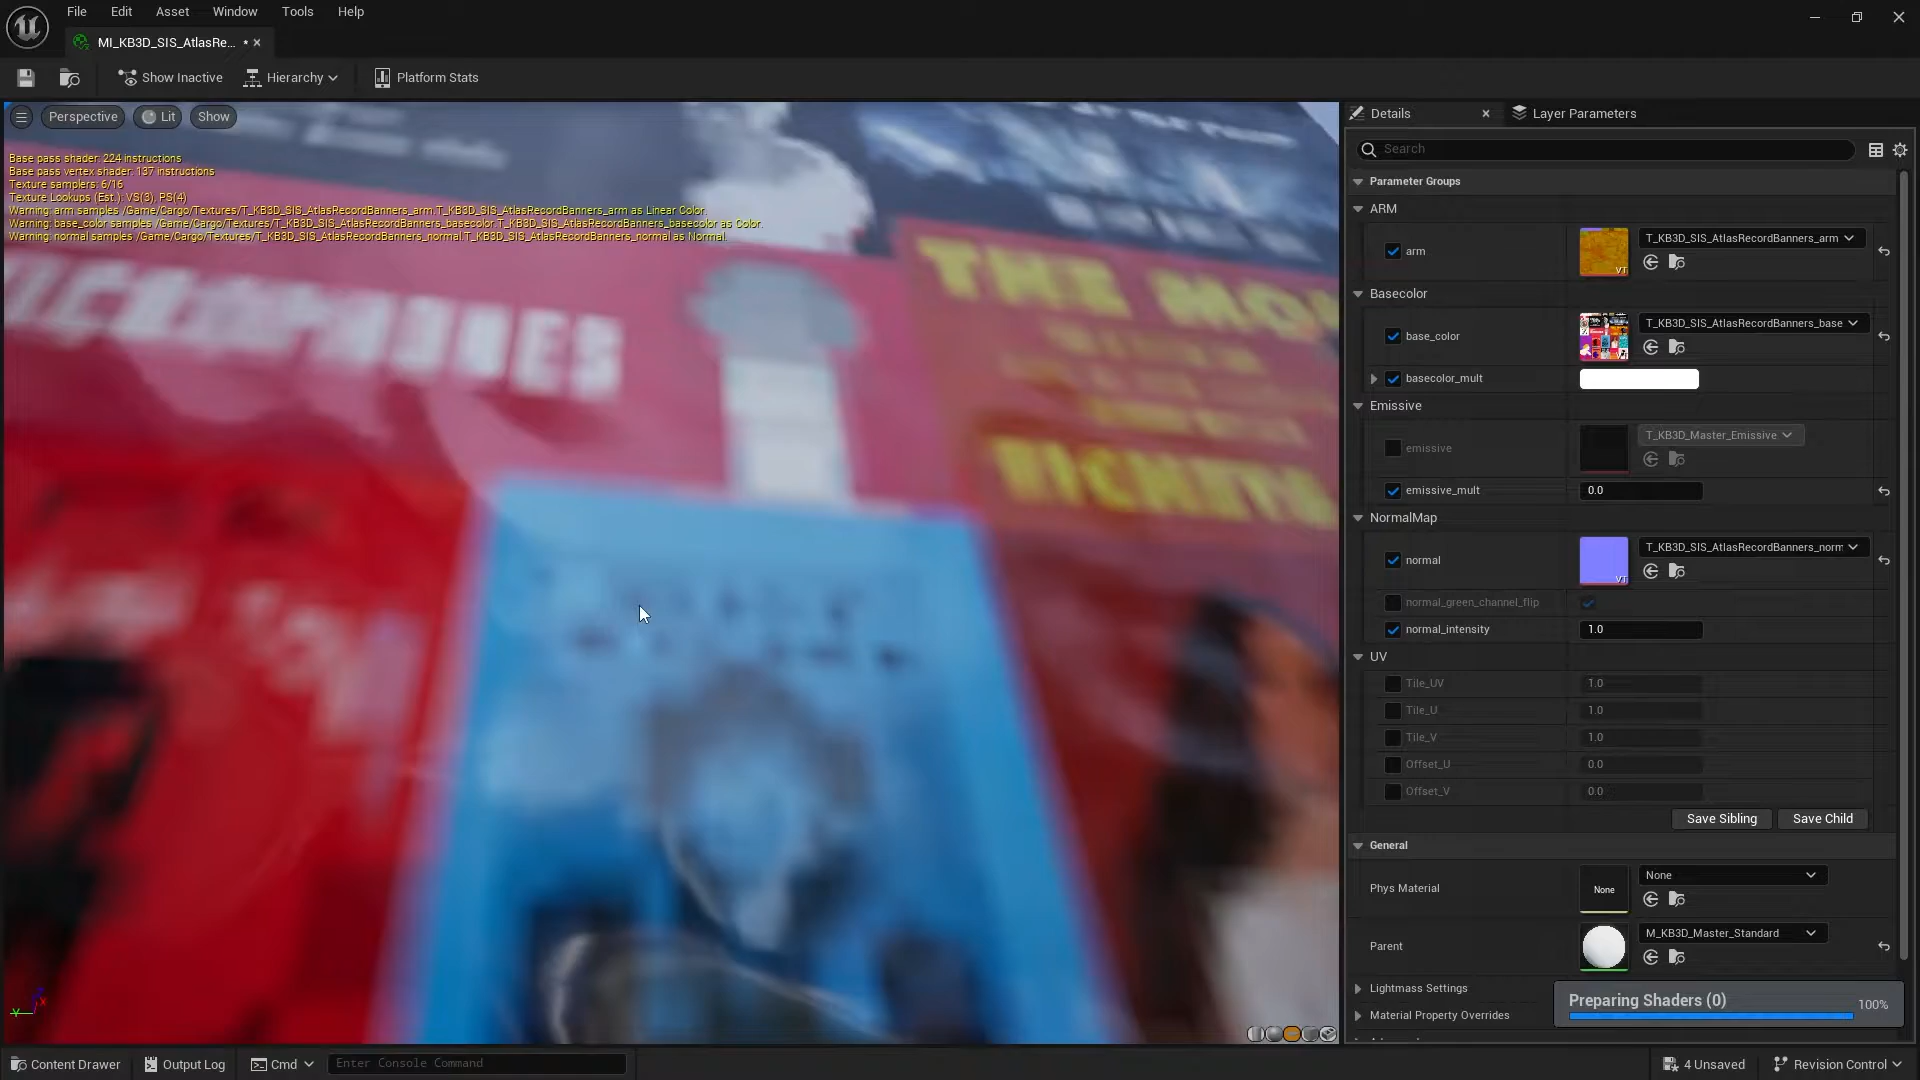 File Edit Asset Window Tools Help
MI_KB3D_SIS_AtlasRe... •
Show Inactive Hierarchy Platform Stats
Perspective Lit Show
Base pass shader: 224 instructions
Base pass vertex shader: 137 instructions
Texture samplers: 6/16
Texture Lookups (Est.): VS(3), PS(4)
Warning: arm samples /Game/Cargo/Textures/T_KB3D_SIS_AtlasRecordBanners_arm.T_KB3D_SIS_AtlasRecordBanners_arm as Linear Color.
Warning: base_color samples /Game/Cargo/Textures/T_KB3D_SIS_AtlasRecordBanners_basecolor.T_KB3D_SIS_AtlasRecordBanners_basecolor as Color.
Warning: normal samples /Game/Cargo/Textures/T_KB3D_SIS_AtlasRecordBanners_normal.T_KB3D_SIS_AtlasRecordBanners_normal as Normal.
THE MO
TICKETS
Details Layer Parameters
Search
Parameter Groups
ARM
arm VT T_KB3D_SIS_AtlasRecordBanners_arm
Basecolor
base_color T_KB3D_SIS_AtlasRecordBanners_base
basecolor_mult
Emissive
emissive T_KB3D_Master_Emissive
emissive_mult 0.0
NormalMap
normal VT T_KB3D_SIS_AtlasRecordBanners_norm
normal_green_channel_flip
normal_intensity 1.0
UV
Tile_UV 1.0
Tile_U 1.0
Tile_V 1.0
Offset_U 0.0
Offset_V 0.0
Save Sibling Save Child
General
Phys Material None None
Parent M_KB3D_Master_Standard
Lightmass Settings
Material Property Overrides
Preparing Shaders (0) 100%
Y X
Content Drawer Output Log Cmd Enter Console Command 4 Unsaved Revision Control